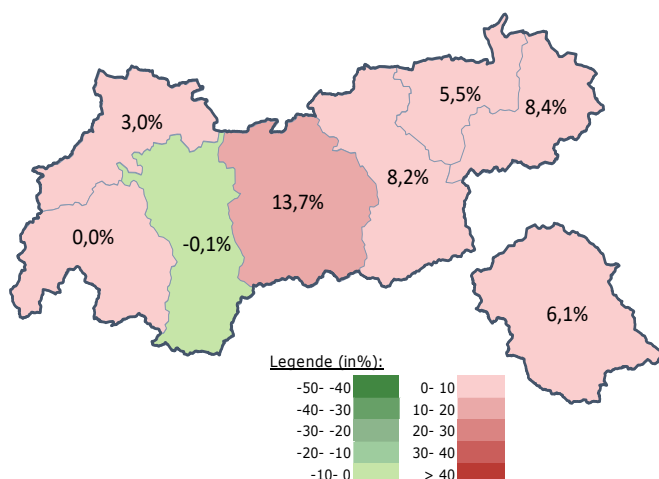 5,5%
8,4%
3,0%
8,2%
13,7%
0,0%
-0,1%
6,1%
Legende (in%):
-50- -40 0- 10
-40- -30 10- 20
-30- -20 20- 30
-20- -10 30- 40
-10- 0 > 40